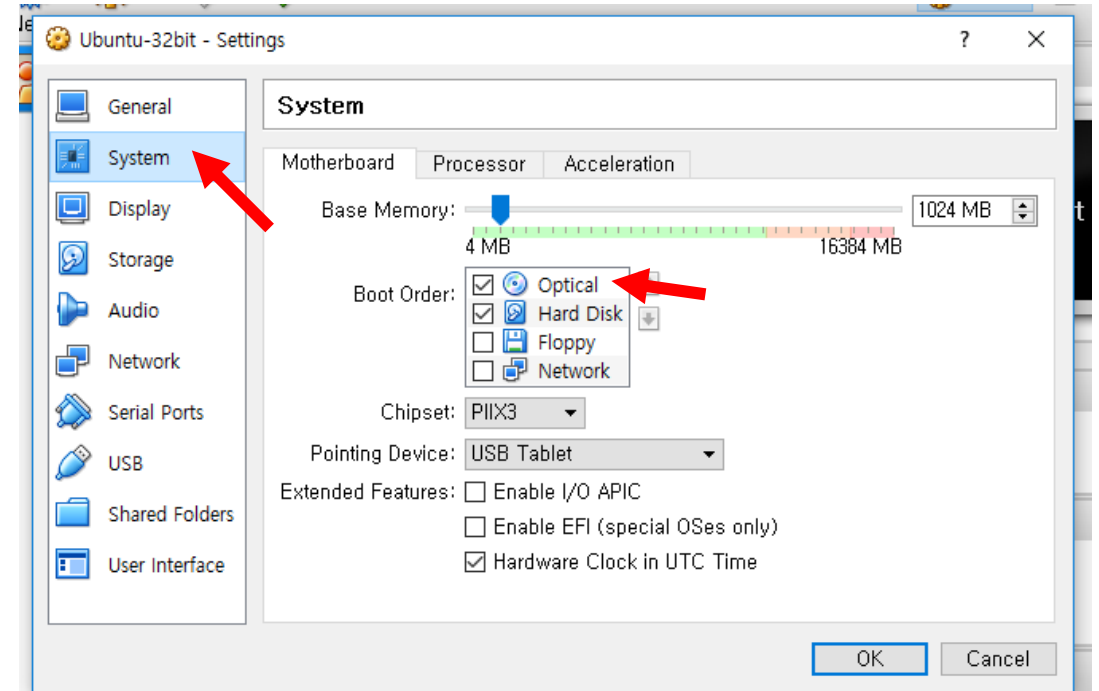 Ubuntu-32bit - Settings
?
General
System
Display
Storage
Audio
Network
Serial Ports
USB
Shared Folders
User Interface
System
Motherboard Processor Acceleration
Base Memory: 1024 MB
4 MB 16384 MB
Boot Order: Optical
Hard Disk
Floppy
Network
Chipset: PIIX3
Pointing Device: USB Tablet
Extended Features: Enable I/O APIC
Enable EFI (special OSes only)
Hardware Clock in UTC Time
OK Cancel